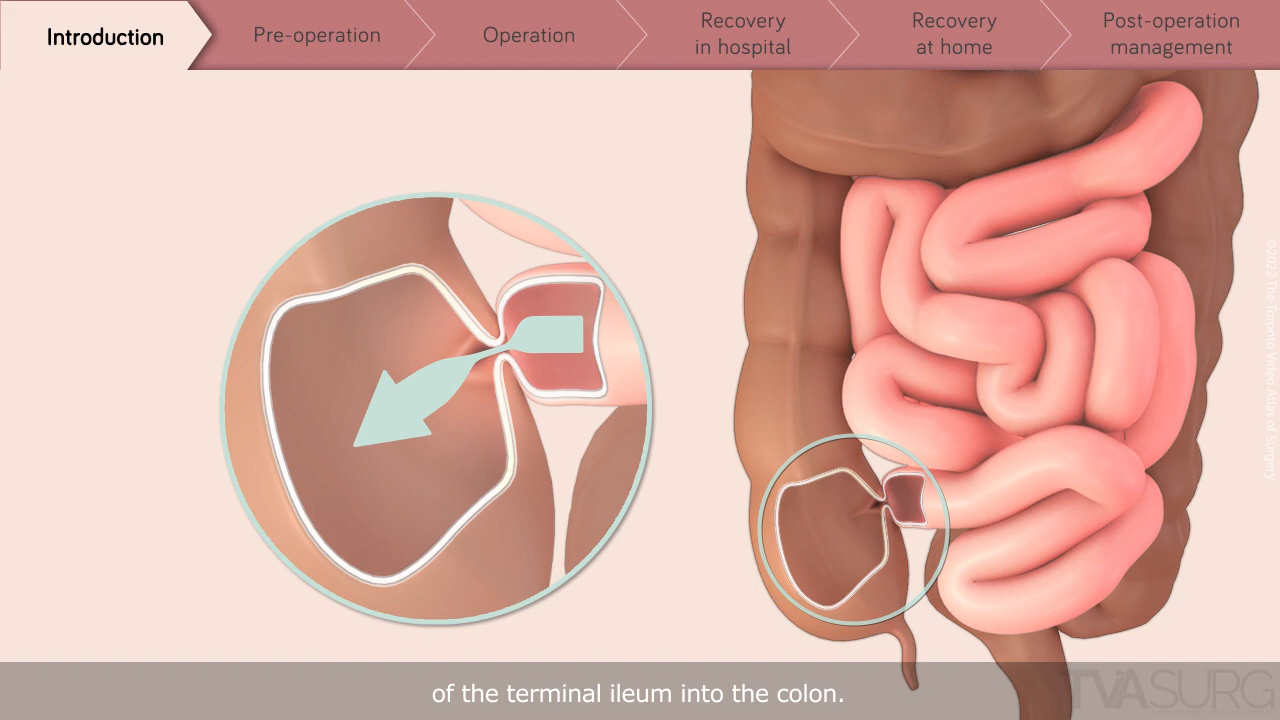 Introduction
Pre-operation
Operation
Recovery
in hospital
Recovery
at home
Post-operation
management
©2022 The Toronto Video Atlas of Surgery
of the terminal ileum into the colon.
TVASURG